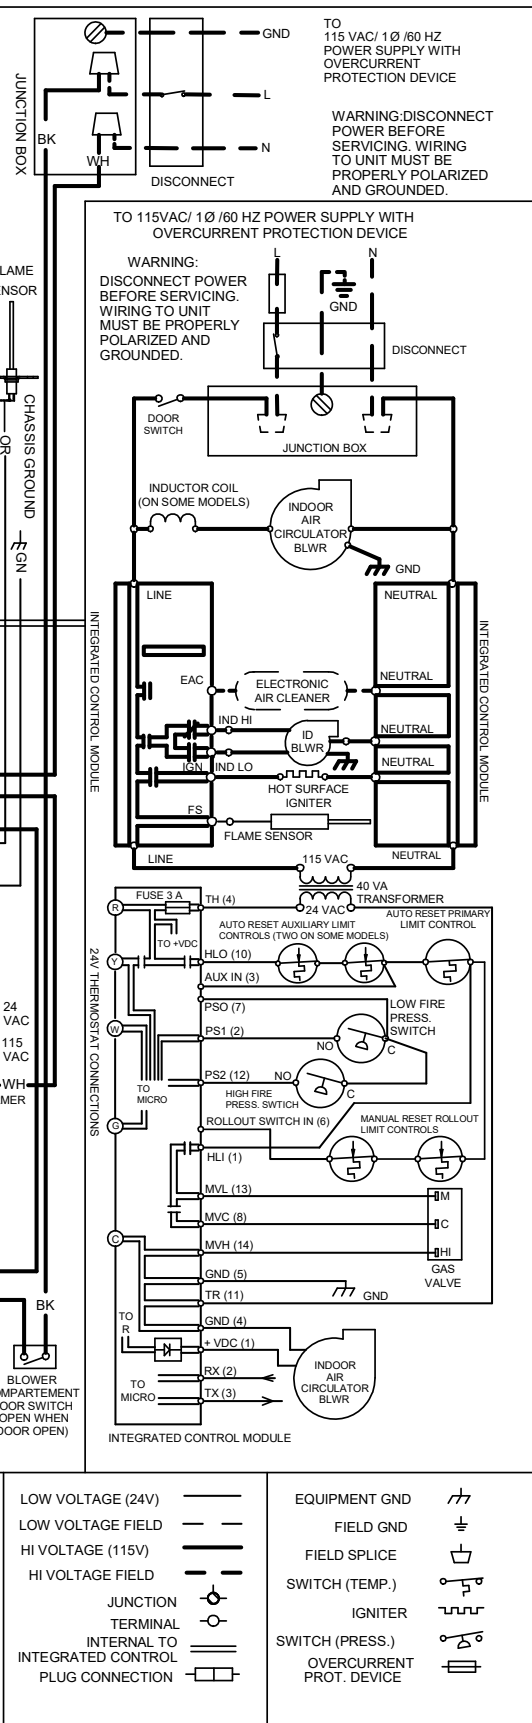 GND
L
N
TO
115 VAC/ 1Ø /60 HZ
POWER SUPPLY WITH
OVERCURRENT
PROTECTION DEVICE
JUNCTION BOX
BK
WH
DISCONNECT
WARNING:DISCONNECT
POWER BEFORE
SERVICING. WIRING
TO UNIT MUST BE
PROPERLY POLARIZED
AND GROUNDED.
TO 115VAC/ 1Ø /60 HZ POWER SUPPLY WITH
OVERCURRENT PROTECTION DEVICE
WARNING:
DISCONNECT POWER
BEFORE SERVICING.
WIRING TO UNIT
MUST BE PROPERLY
POLARIZED AND
GROUNDED.
L
N
GND
DISCONNECT
LAME
ENSOR
CHASSIS GROUND
OR
GN
DOOR
SWITCH
JUNCTION BOX
INDUCTOR COIL
(ON SOME MODELS)
INDOOR
AIR
CIRCULATOR
BLWR
GND
LINE
NEUTRAL
INTEGRATED CONTROL MODULE
INTEGRATED CONTROL MODULE
EAC
ELECTRONIC
AIR CLEANER
NEUTRAL
IND HI
ID
BLWR
NEUTRAL
IGN
IND LO
NEUTRAL
HOT SURFACE
IGNITER
FS
FLAME SENSOR
LINE
115 VAC
NEUTRAL
40 VA
TRANSFORMER
24 VAC
FUSE 3 A
TH (4)
R
TO +VDC
AUTO RESET AUXILIARY LIMIT
CONTROLS (TWO ON SOME MODELS)
AUTO RESET PRIMARY
LIMIT CONTROL
HLO (10)
Y
AUX IN (3)
24V THERMOSTAT CONNECTIONS
PSO (7)
LOW FIRE
PRESS.
SWITCH
W
PS1 (2)
NO
C
PS2 (12)
NO
C
HIGH FIRE
PRESS. SWTICH
TO
MICRO
G
ROLLOUT SWITCH IN (6)
MANUAL RESET ROLLOUT
LIMIT CONTROLS
HLI (1)
24
VAC
115
VAC
WH
MER
MVL (13)
M
MVC (8)
C
C
MVH (14)
HI
GAS
VALVE
GND (5)
TR (11)
GND
TO
R
GND (4)
+ VDC (1)
RX (2)
TO
MICRO
TX (3)
INDOOR
AIR
CIRCULATOR
BLWR
INTEGRATED CONTROL MODULE
BK
BLOWER
OMPARTEMENT
OOR SWITCH
OPEN WHEN
DOOR OPEN)
LOW VOLTAGE (24V)
LOW VOLTAGE FIELD
HI VOLTAGE (115V)
HI VOLTAGE FIELD
JUNCTION
TERMINAL
INTERNAL TO
INTEGRATED CONTROL
PLUG CONNECTION
EQUIPMENT GND
FIELD GND
FIELD SPLICE
SWITCH (TEMP.)
IGNITER
SWITCH (PRESS.)
OVERCURRENT
PROT. DEVICE